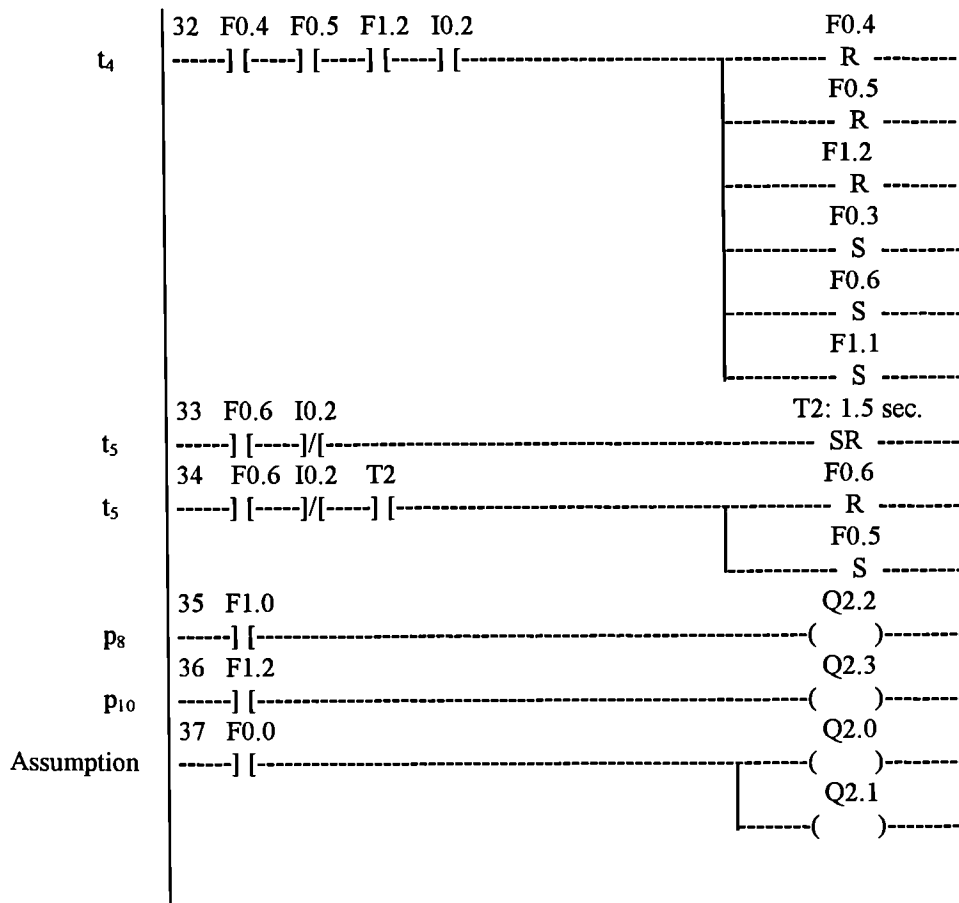 32 F0.4 F0.5 F1.2 I0.2 F0.4
t₄ ------] [-----] [-----] [-----] [-------------------------------- R --------
F0.5
----------- R --------
F1.2
----------- R --------
F0.3
----------- S --------
F0.6
----------- S --------
F1.1
----------- S --------
33 F0.6 I0.2 T2: 1.5 sec.
t₅ ------] [-----]/[-------------------------------- SR --------
34 F0.6 I0.2 T2 F0.6
t₅ ------] [-----]/[-----] [-------------------------------- R --------
F0.5
----------- S --------
35 F1.0 Q2.2
p₈ ------] [--------------------------------( )--------
36 F1.2 Q2.3
p₁₀ ------] [--------------------------------( )--------
37 F0.0 Q2.0
Assumption ------] [--------------------------------( )--------
Q2.1
-------( )--------